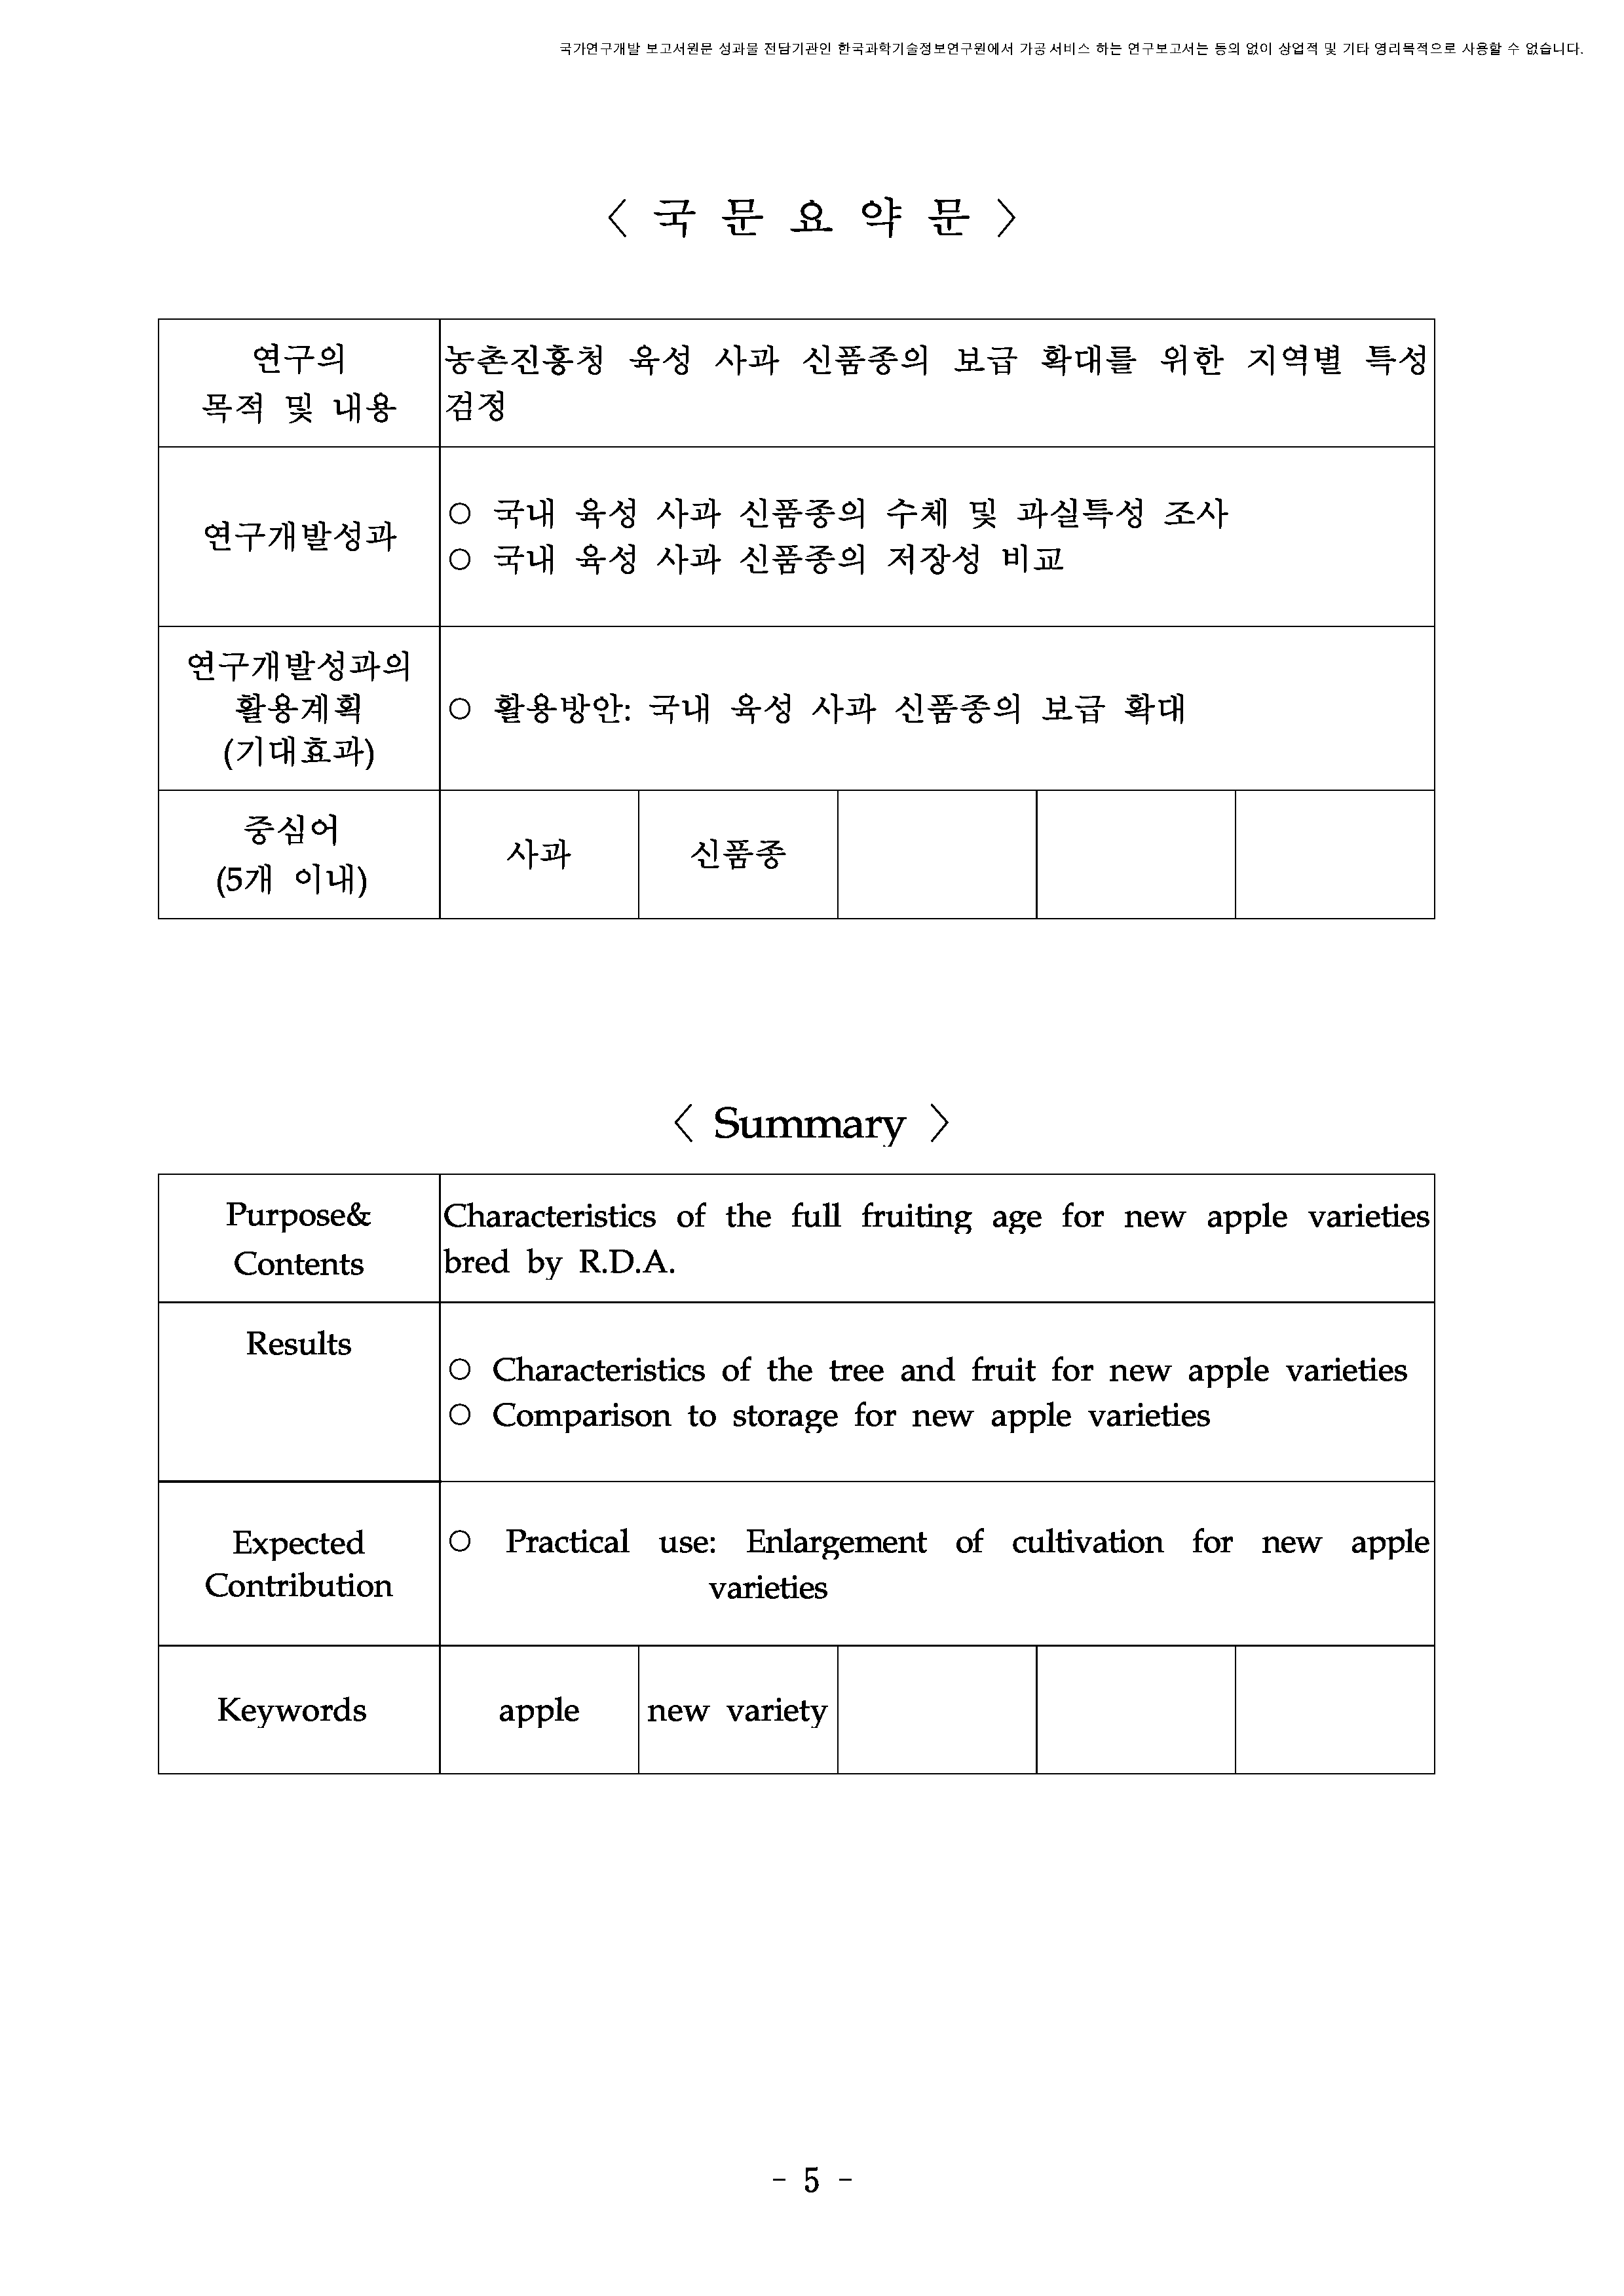 국가연구개발 보고서원문 성과물 전담기관인 한국과학기술정보연구원에서 가공·서비스 하는 연구보고서는 동의 없이 상업적 및 기타 영리목적으로 사용할 수 없습니다.
〈 국 문 요 약 문 〉
연구의
목적 및 내용
농촌진흥청 육성 사과 신품종의 보급 확대를 위한 지역별 특성
검정
연구개발성과
○ 국내 육성 사과 신품종의 수체 및 과실특성 조사
○ 국내 육성 사과 신품종의 저장성 비교
연구개발성과의
활용계획
(기대효과)
○ 활용방안: 국내 육성 사과 신품종의 보급 확대
중심어
(5개 이내)
사과
신품종
〈 Summary 〉
Purpose&
Contents
Characteristics of the full fruiting age for new apple varieties
bred by R.D.A.
Results
○ Characteristics of the tree and fruit for new apple varieties
○ Comparison to storage for new apple varieties
Expected
Contribution
○ Practical use: Enlargement of cultivation for new apple
varieties
Keywords
apple
new variety
- 5 -